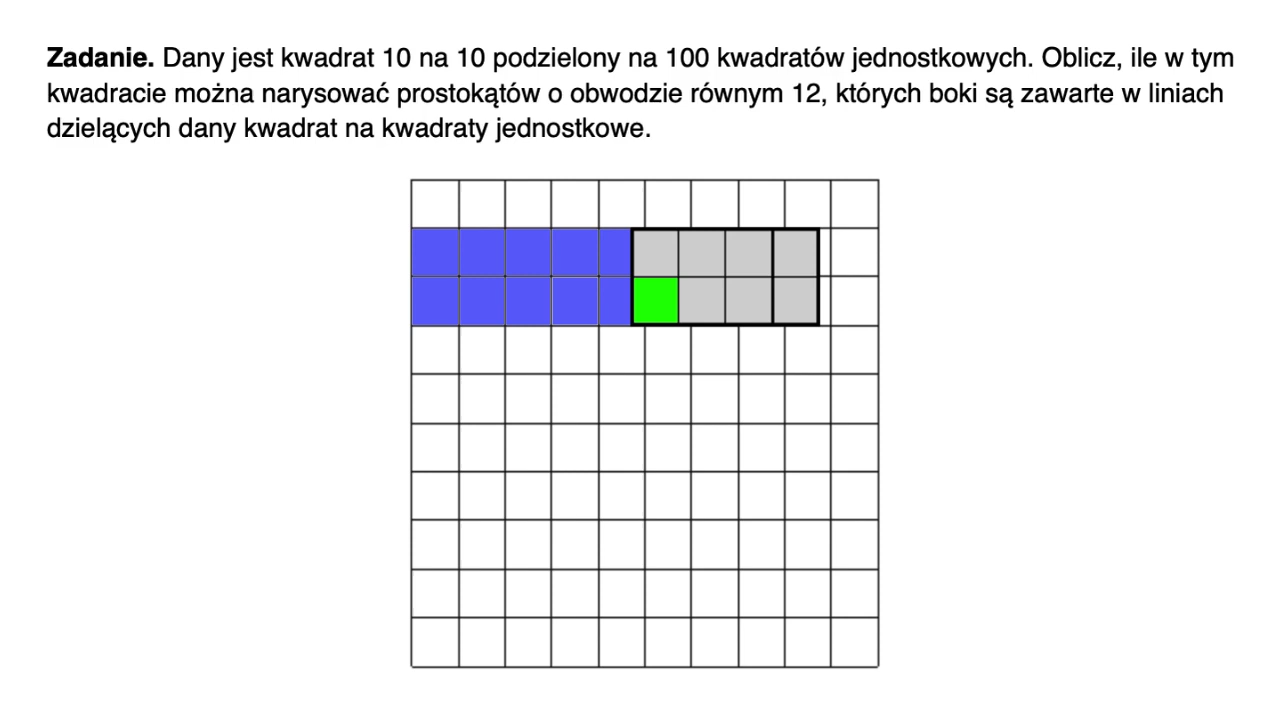 Zadanie. Dany jest kwadrat 10 na 10 podzielony na 100 kwadratów jednostkowych. Oblicz, ile w tym
kwadracie można narysować prostokątów o obwodzie równym 12, których boki są zawarte w liniach
dzielących dany kwadrat na kwadraty jednostkowe.